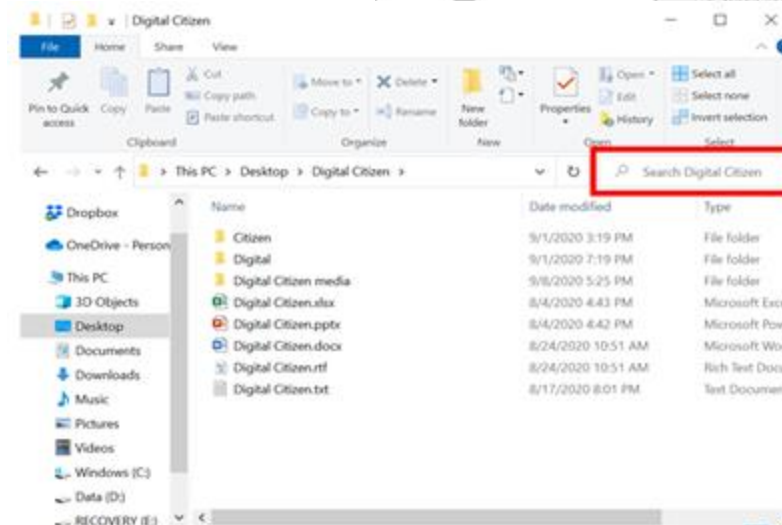 Digital Citizen
File Home Share View
Pin to Quick access
Copy
Paste
Cut
Copy path
Paste shortcut
Clipboard
Move to
Copy to
Delete
Rename
Organize
New folder
New
Properties
Open
Edit
History
Open
Select all
Select none
Invert selection
Select
This PC > Desktop > Digital Citizen >
Search Digital Citizen
Dropbox
OneDrive - Person
This PC
3D Objects
Desktop
Documents
Downloads
Music
Pictures
Videos
Windows (C:)
Data (D:)
RECOVERY (E:)
Name Date modified Type
Citizen 9/1/2020 3:19 PM File folder
Digital 9/1/2020 7:19 PM File folder
Digital Citizen media 9/8/2020 5:25 PM File folder
Digital Citizen.xlsx 8/4/2020 4:43 PM Microsoft Exc
Digital Citizen.pptx 8/4/2020 4:42 PM Microsoft Pow
Digital Citizen.docx 8/24/2020 10:51 AM Microsoft Wo
Digital Citizen.rtf 8/24/2020 10:51 AM Rich Text Docu
Digital Citizen.txt 8/17/2020 8:01 PM Text Documen